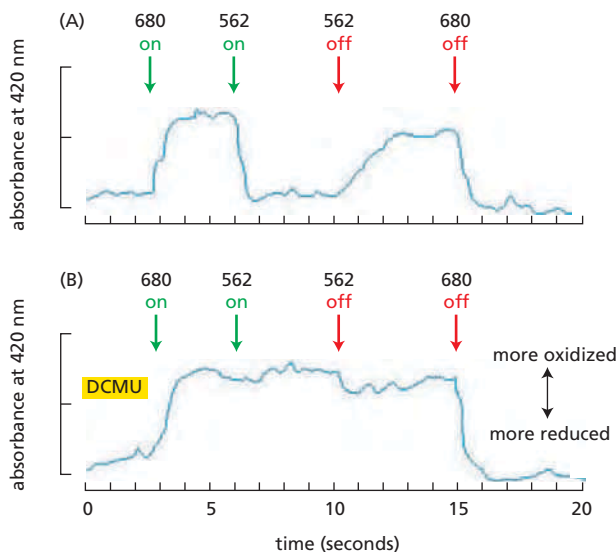 (A)
680 562 562 680
on on off off
absorbance at 420 nm
(B)
680 562 562 680
on on off off
absorbance at 420 nm
DCMU
more oxidized
more reduced
0 5 10 15 20
time (seconds)